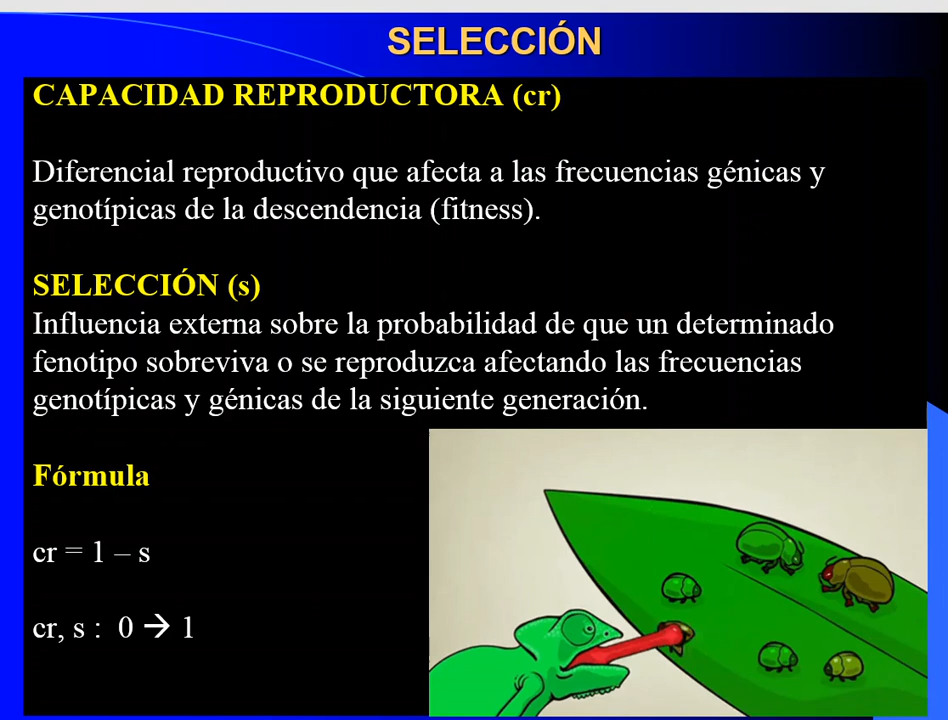 SELECCIÓN
CAPACIDAD REPRODUCTORA (cr)
Diferencial reproductivo que afecta a las frecuencias génicas y
genotípicas de la descendencia (fitness).
SELECCIÓN (s)
Influencia externa sobre la probabilidad de que un determinado
fenotipo sobreviva o se reproduzca afectando las frecuencias
genotípicas y génicas de la siguiente generación.
Fórmula
cr = 1 – s
cr, s :  0 → 1